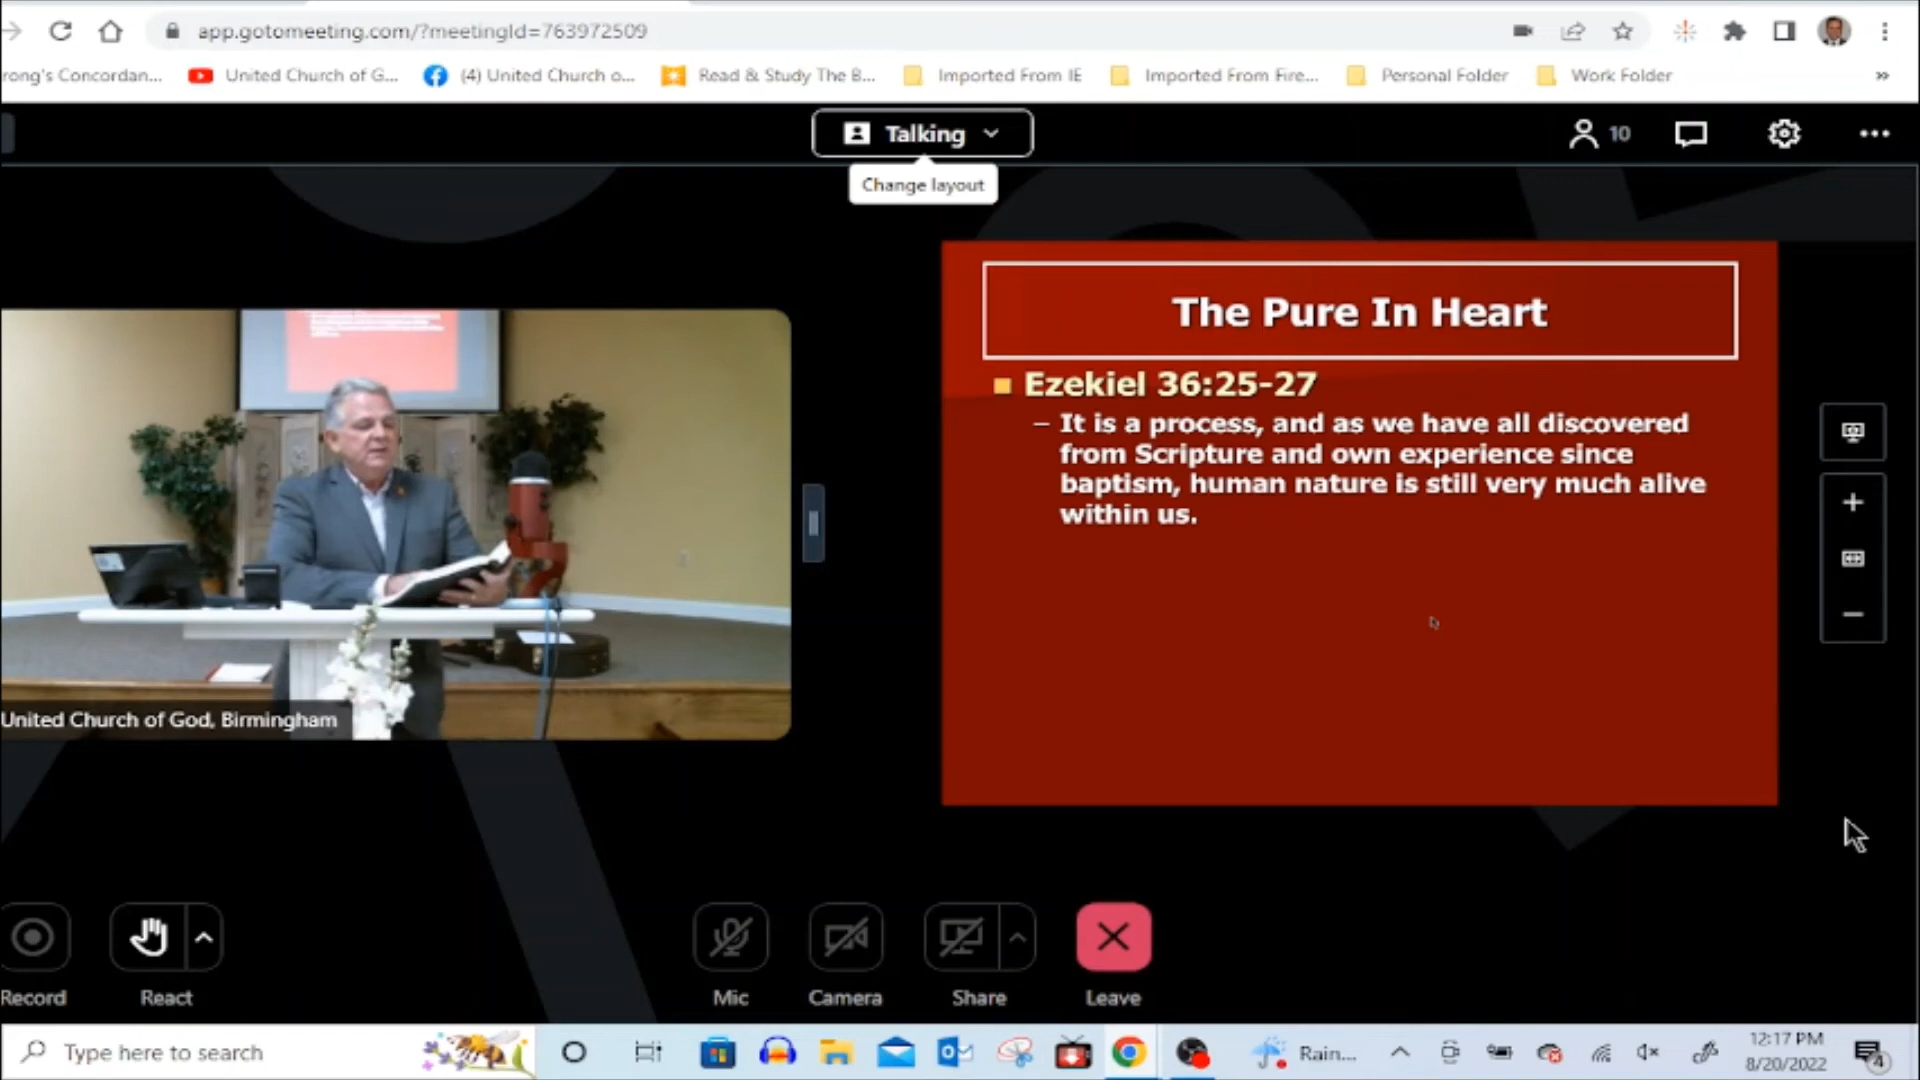 app.gotomeeting.com/?meetingId=763972509
rong's Concordan...
United Church of G...
(4) United Church o...
Read & Study The B...
Imported From IE
Imported From Fire...
Personal Folder
Work Folder
»
Talking
10
Change layout
The Pure In Heart
Ezekiel 36:25-27
– It is a process, and as we have all discovered
from Scripture and own experience since
baptism, human nature is still very much alive
within us.
United Church of God, Birmingham
Record
React
Mic
Camera
Share
Leave
Type here to search
Rain...
12:17 PM
8/20/2022
4